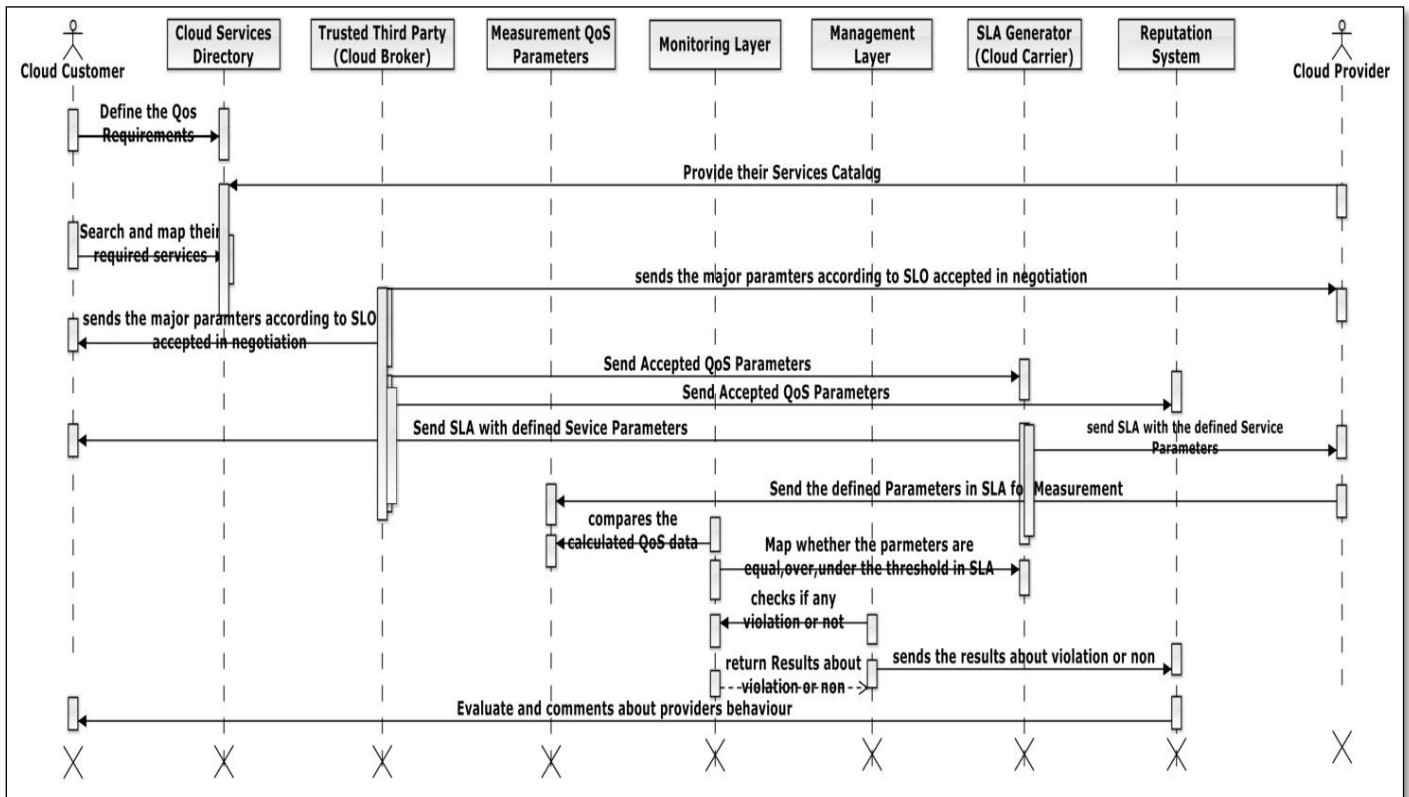 Cloud Customer
Cloud Services
Directory
Trusted Third Party
(Cloud Broker)
Measurement QoS
Parameters
Monitoring Layer
Management
Layer
SLA Generator
(Cloud Carrier)
Reputation
System
Cloud Provider
Define the Qos
Requirements
Provide their Services Catalog
Search and map their
required services
sends the major paramters according to SLO accepted in negotiation
sends the major paramters according to SLO
accepted in negotiation
Send Accepted QoS Parameters
Send Accepted QoS Parameters
Send SLA with defined Sevice Parameters
send SLA with the defined Service
Parameters
Send the defined Parameters in SLA for Measurement
compares the
calculated QoS data
Map whether the parmeters are
equal,over,under the threshold in SLA
checks if any
violation or not
return Results about
violation or non
sends the results about violation or non
Evaluate and comments about providers behaviour